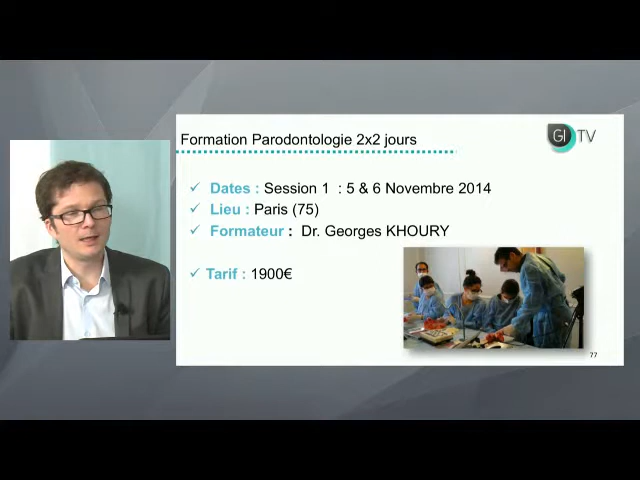 Formation Parodontologie 2x2 jours
GI TV
Dates : Session 1 : 5 & 6 Novembre 2014
Lieu : Paris (75)
Formateur : Dr. Georges KHOURY
Tarif : 1900€
77